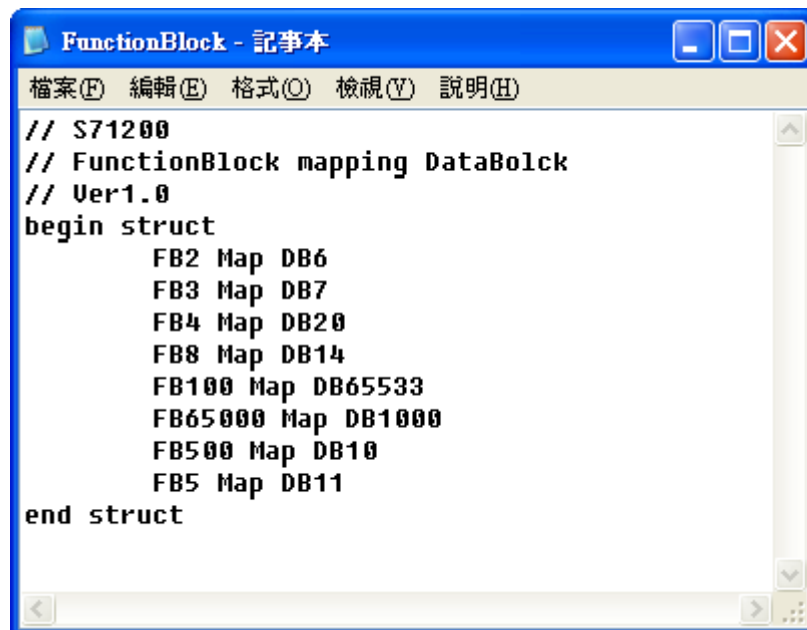 FunctionBlock - 記事本
檔案(F) 編輯(E) 格式(O) 檢視(V) 說明(H)
// S71200
// FunctionBlock mapping DataBolck
// Ver1.0
begin struct
FB2 Map DB6
FB3 Map DB7
FB4 Map DB20
FB8 Map DB14
FB100 Map DB65533
FB65000 Map DB1000
FB500 Map DB10
FB5 Map DB11
end struct